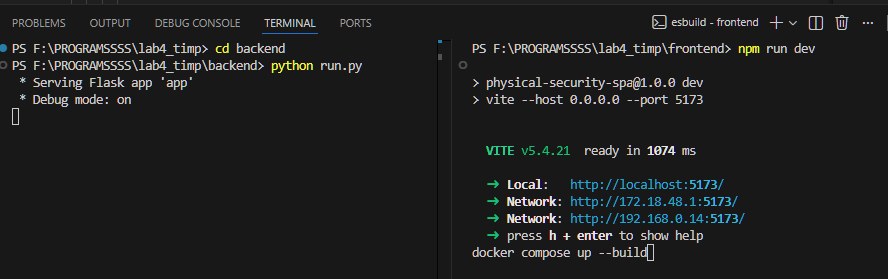 PROBLEMS OUTPUT DEBUG CONSOLE TERMINAL PORTS esbuild - frontend
PS F:\PROGRAMSSSS\lab4_timp> cd backend
PS F:\PROGRAMSSSS\lab4_timp\backend> python run.py
* Serving Flask app 'app'
* Debug mode: on
PS F:\PROGRAMSSSS\lab4_timp\frontend> npm run dev
> physical-security-spa@1.0.0 dev
> vite --host 0.0.0.0 --port 5173
VITE v5.4.21 ready in 1074 ms
➜ Local: http://localhost:5173/
➜ Network: http://172.18.48.1:5173/
➜ Network: http://192.168.0.14:5173/
➜ press h + enter to show help
docker compose up --build